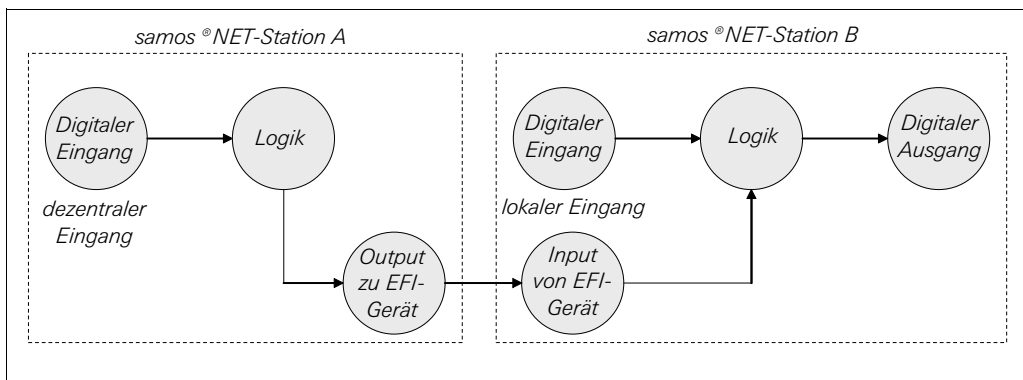 samos ®NET-Station A
samos ®NET-Station B
Digitaler
Eingang
Logik
Digitaler
Eingang
Logik
Digitaler
Ausgang
dezentraler
Eingang
lokaler Eingang
Output
zu EFI-
Gerät
Input
von EFI-
Gerät